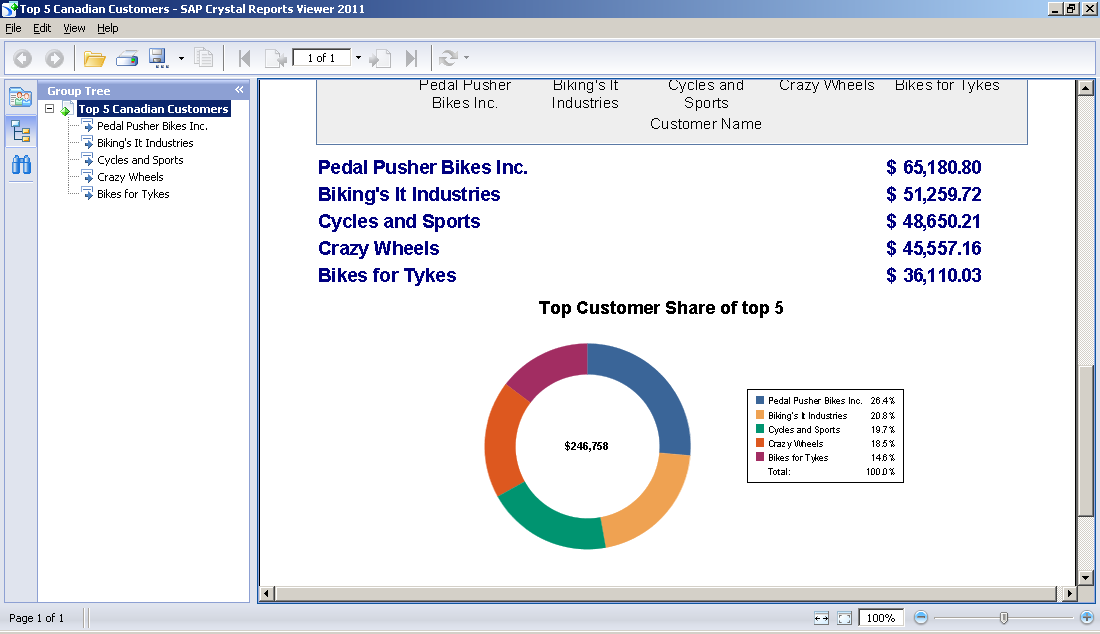 Top 5 Canadian Customers - SAP Crystal Reports Viewer 2011
File Edit View Help
1 of 1
Group Tree
Top 5 Canadian Customers
Pedal Pusher Bikes Inc.
Biking's It Industries
Cycles and Sports
Crazy Wheels
Bikes for Tykes
Pedal Pusher Biking's It Cycles and Crazy Wheels Bikes for Tykes
Bikes Inc. Industries Sports
Customer Name
Pedal Pusher Bikes Inc. $ 65,180.80
Biking's It Industries $ 51,259.72
Cycles and Sports $ 48,650.21
Crazy Wheels $ 45,557.16
Bikes for Tykes $ 36,110.03
Top Customer Share of top 5
$246,758
Pedal Pusher Bikes Inc. 26.4%
Biking's It Industries 20.8%
Cycles and Sports 19.7%
Crazy Wheels 18.5%
Bikes for Tykes 14.6%
Total: 100.0%
Page 1 of 1
100%